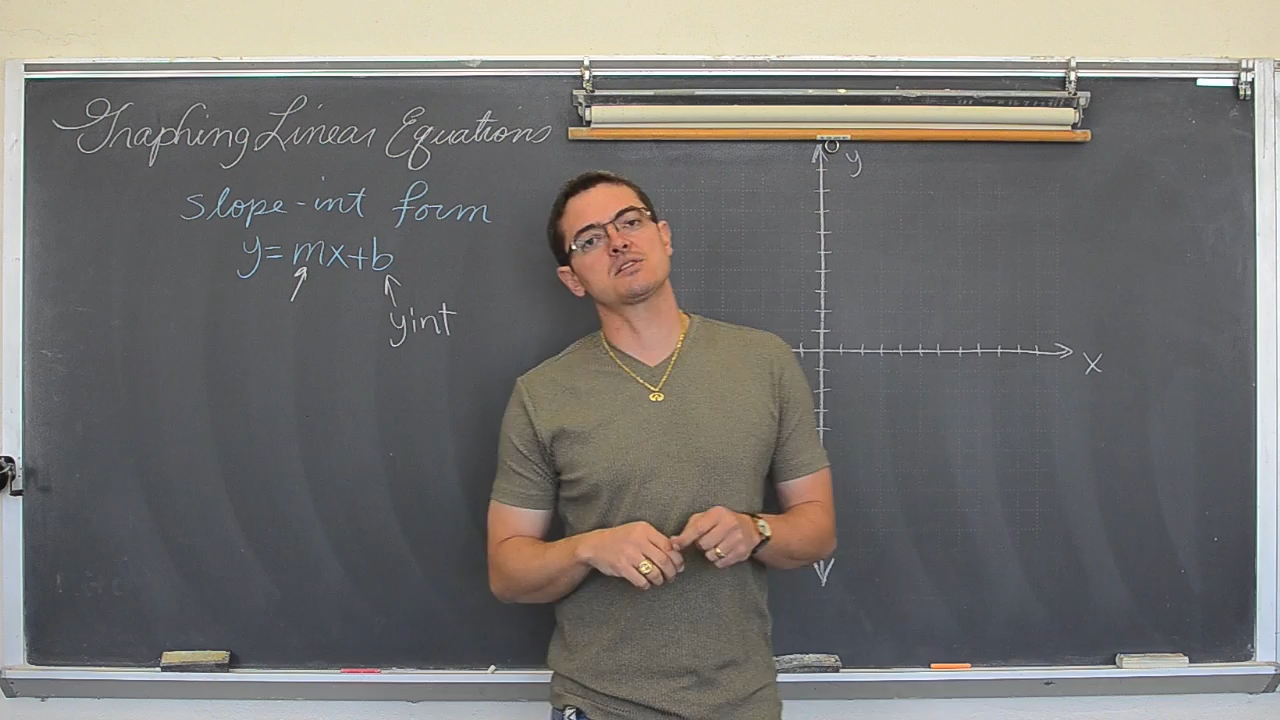 Graphing Linear Equations
slope-int form
y=mx+b
yint
y
x